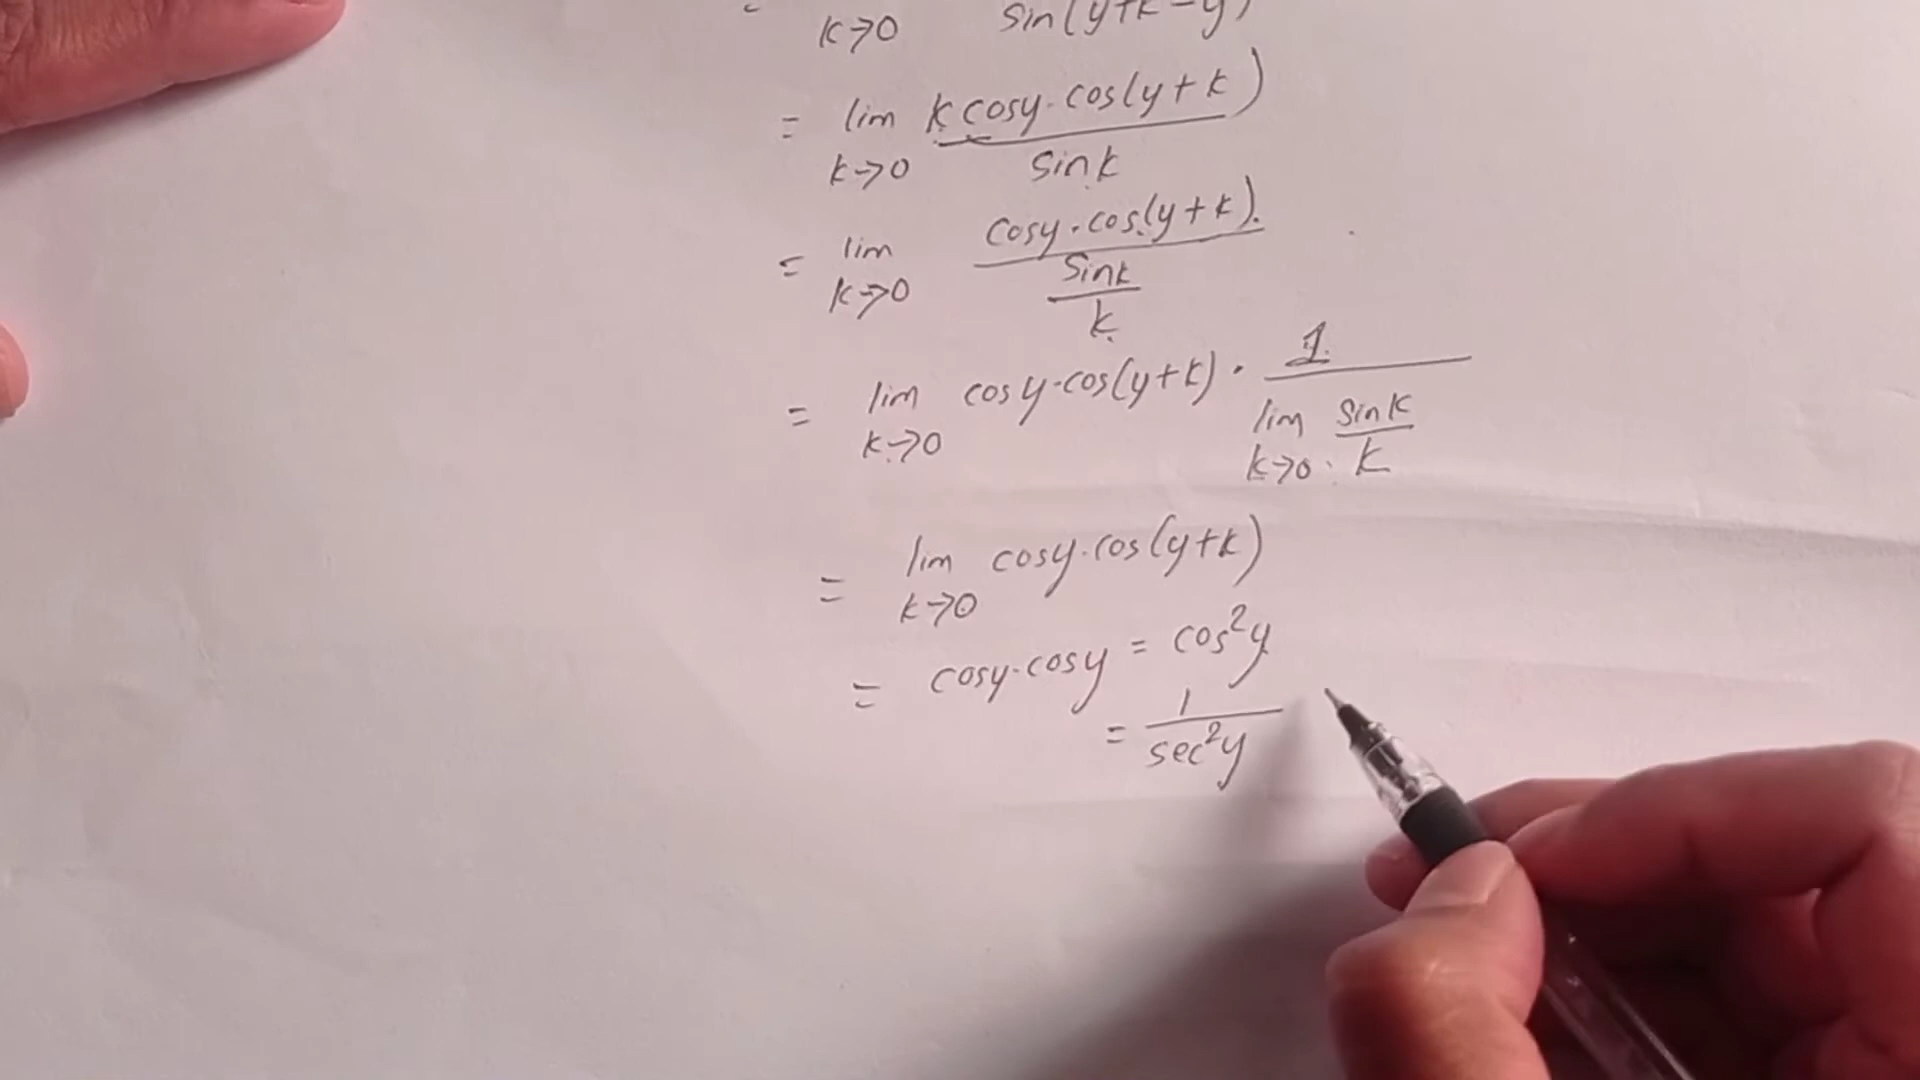 = k→0 sin(y+k-y)
= lim k cosy·cos(y+k)
k→0 sink
= lim cosy·cos(y+k)
k→0 sink
k
= lim cosy·cos(y+k) · 1
k→0 lim sink
k→0 k
= lim cosy·cos(y+k)
k→0
= cosy·cosy = cos²y
= 1
sec²y